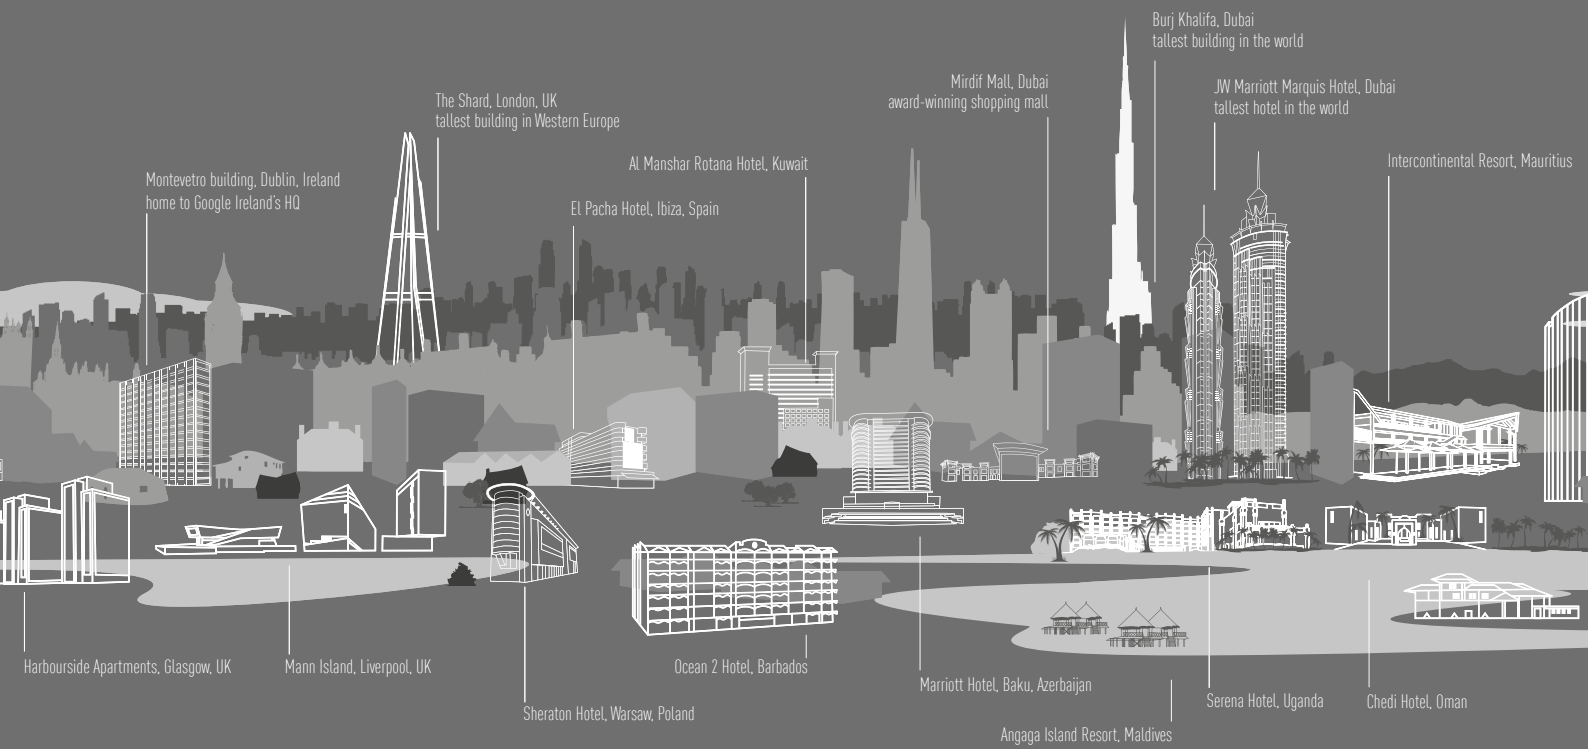 Burj Khalifa, Dubai
tallest building in the world
Mirdif Mall, Dubai
award-winning shopping mall
JW Marriott Marquis Hotel, Dubai
tallest hotel in the world
The Shard, London, UK
tallest building in Western Europe
Al Manshar Rotana Hotel, Kuwait
Intercontinental Resort, Mauritius
Montevetro building, Dublin, Ireland
home to Google Ireland's HQ
El Pacha Hotel, Ibiza, Spain
Harbourside Apartments, Glasgow, UK
Mann Island, Liverpool, UK
Ocean 2 Hotel, Barbados
Marriott Hotel, Baku, Azerbaijan
Serena Hotel, Uganda
Chedi Hotel, Oman
Sheraton Hotel, Warsaw, Poland
Angaga Island Resort, Maldives